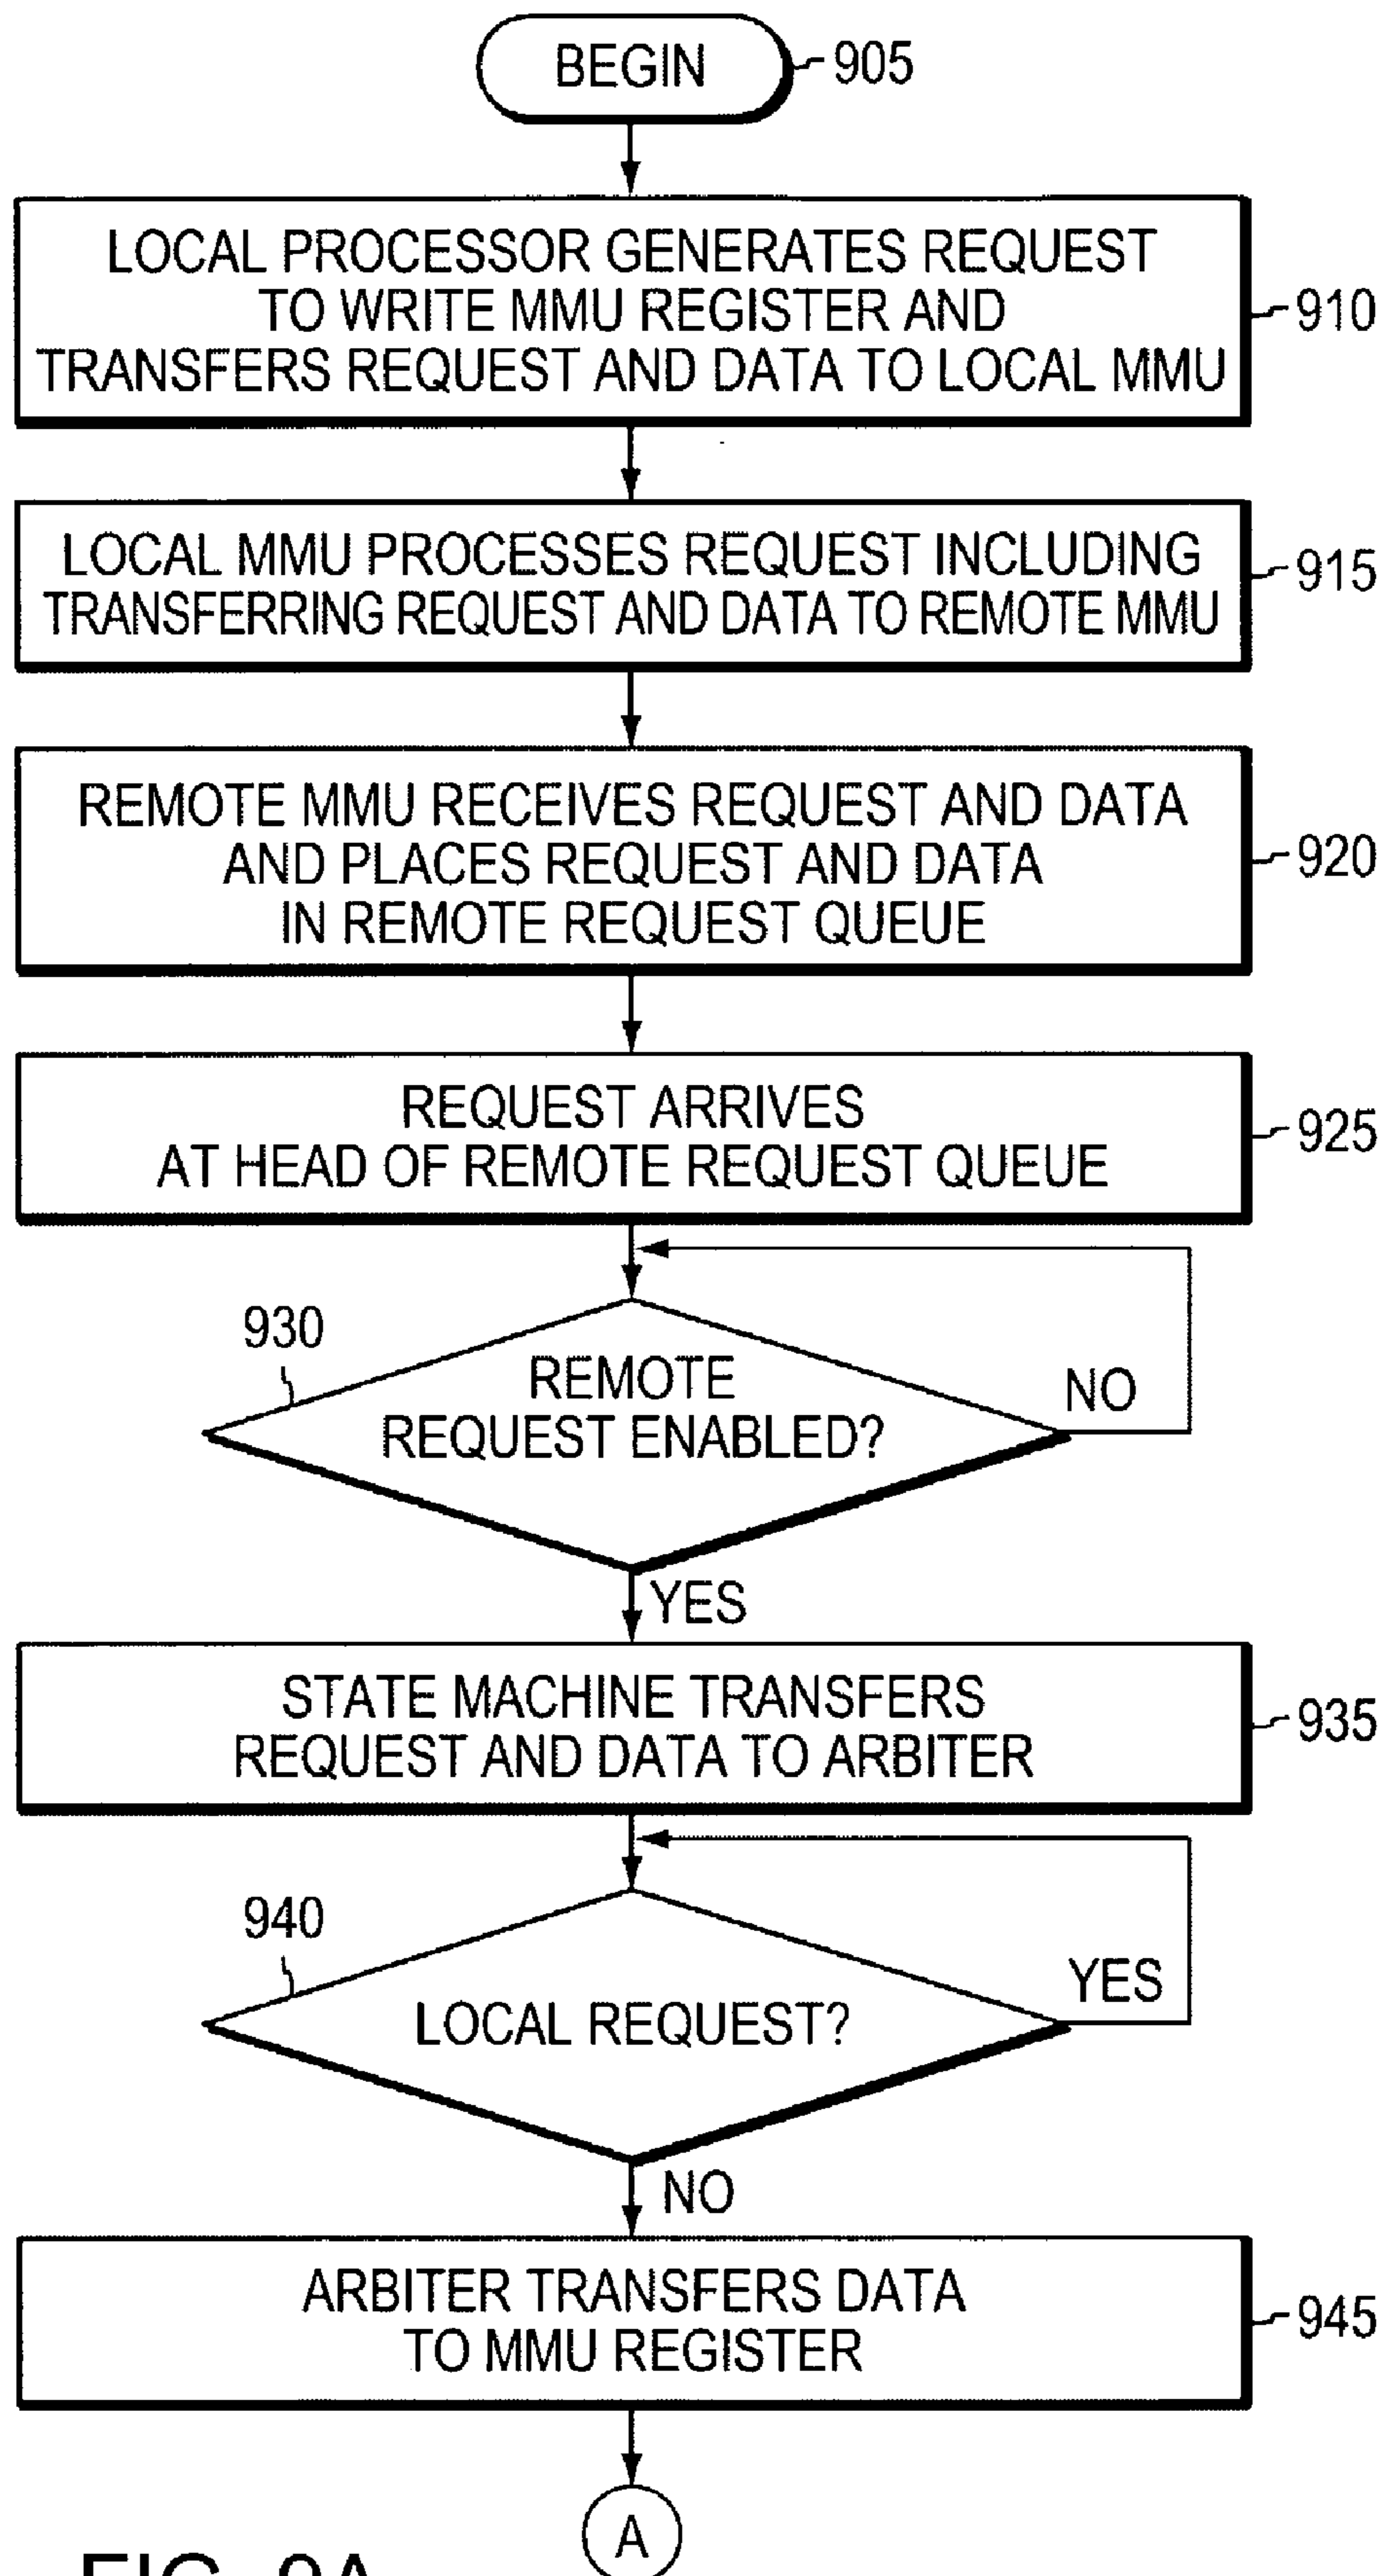 BEGIN
905
LOCAL PROCESSOR GENERATES REQUEST
TO WRITE MMU REGISTER AND
TRANSFERS REQUEST AND DATA TO LOCAL MMU
910
LOCAL MMU PROCESSES REQUEST INCLUDING
TRANSFERRING REQUEST AND DATA TO REMOTE MMU
915
REMOTE MMU RECEIVES REQUEST AND DATA
AND PLACES REQUEST AND DATA
IN REMOTE REQUEST QUEUE
920
REQUEST ARRIVES
AT HEAD OF REMOTE REQUEST QUEUE
925
930
REMOTE
REQUEST ENABLED?
NO
YES
STATE MACHINE TRANSFERS
REQUEST AND DATA TO ARBITER
935
940
LOCAL REQUEST?
YES
NO
ARBITER TRANSFERS DATA
TO MMU REGISTER
945
A
FIG. 9A